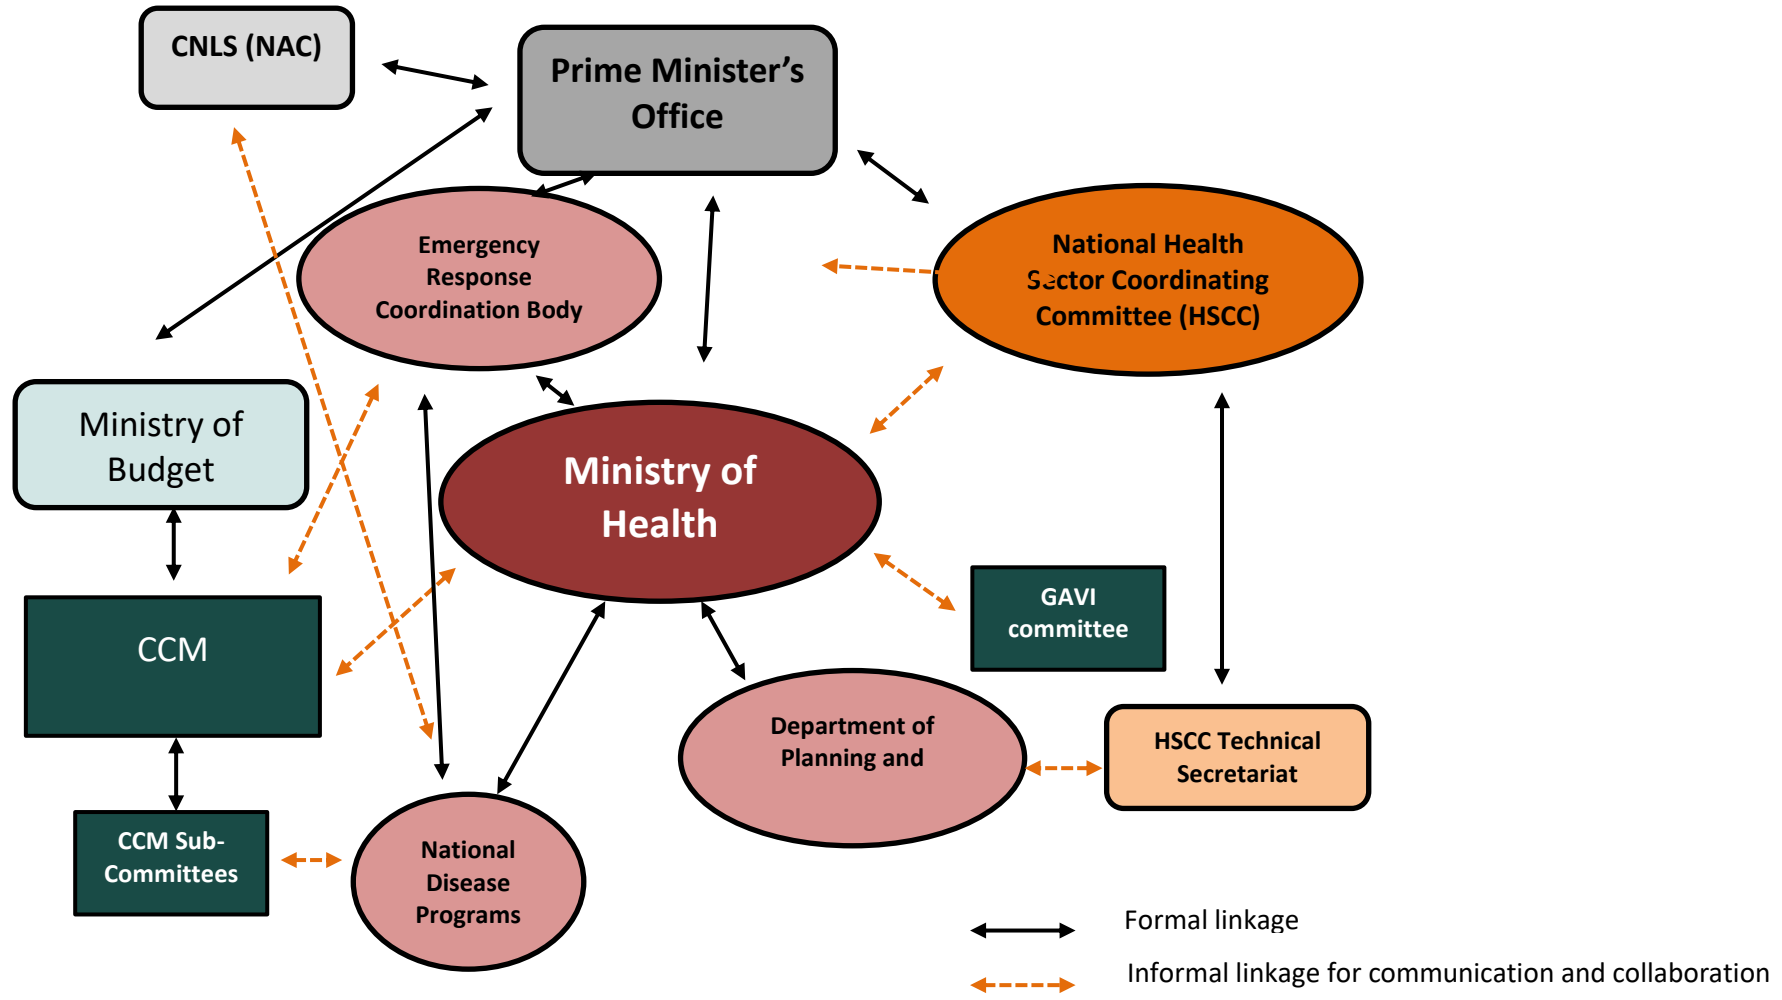 CNLS (NAC)
Prime Minister’s
Office
Emergency
Response
Coordination Body
National Health
Sector Coordinating
Committee (HSCC)
Ministry of
Budget
Ministry of
Health
CCM
GAVI
committee
Department of
Planning and
HSCC Technical
Secretariat
CCM Sub-
Committees
National
Disease
Programs
Formal linkage
Informal linkage for communication and collaboration